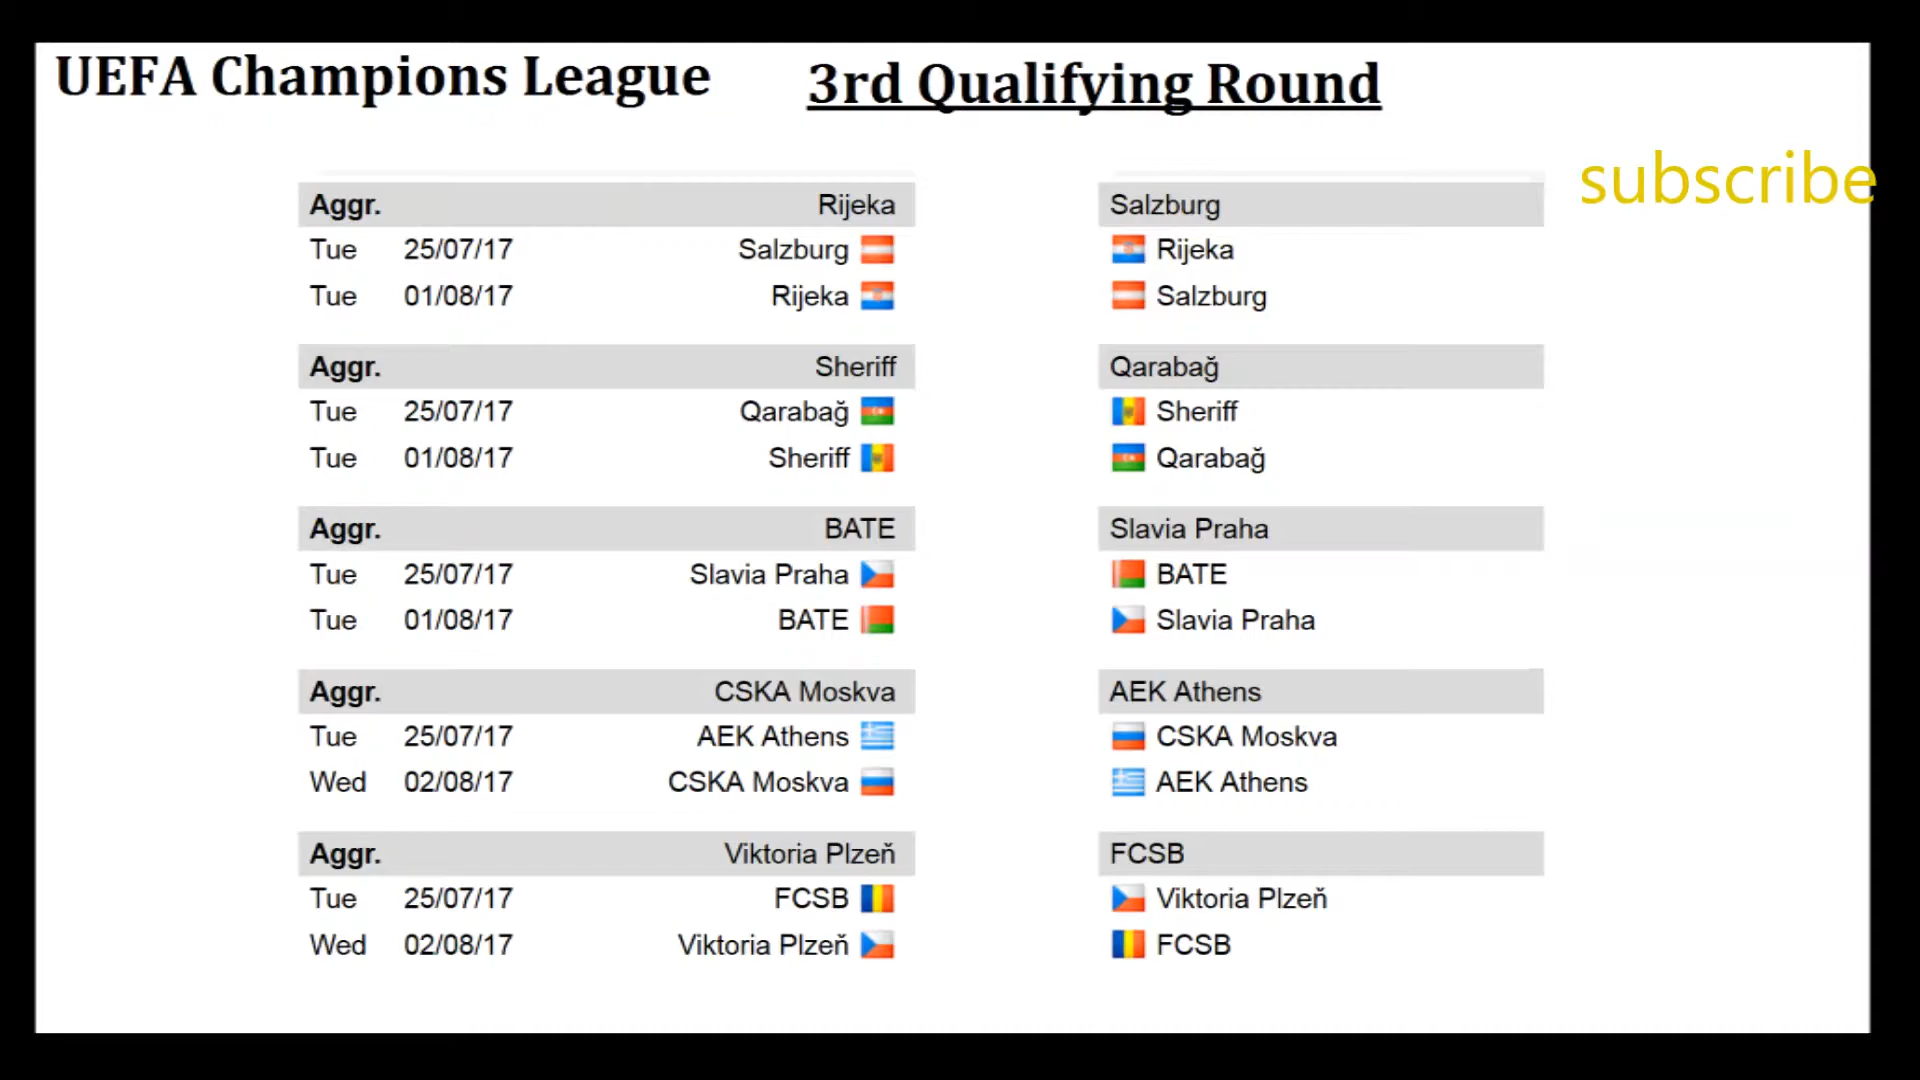 UEFA Champions League 3rd Qualifying Round
subscribe
Aggr. Rijeka Salzburg
Tue 25/07/17 Salzburg Rijeka
Tue 01/08/17 Rijeka Salzburg
Aggr. Sheriff Qarabağ
Tue 25/07/17 Qarabağ Sheriff
Tue 01/08/17 Sheriff Qarabağ
Aggr. BATE Slavia Praha
Tue 25/07/17 Slavia Praha BATE
Tue 01/08/17 BATE Slavia Praha
Aggr. CSKA Moskva AEK Athens
Tue 25/07/17 AEK Athens CSKA Moskva
Wed 02/08/17 CSKA Moskva AEK Athens
Aggr. Viktoria Plzeň FCSB
Tue 25/07/17 FCSB Viktoria Plzeň
Wed 02/08/17 Viktoria Plzeň FCSB